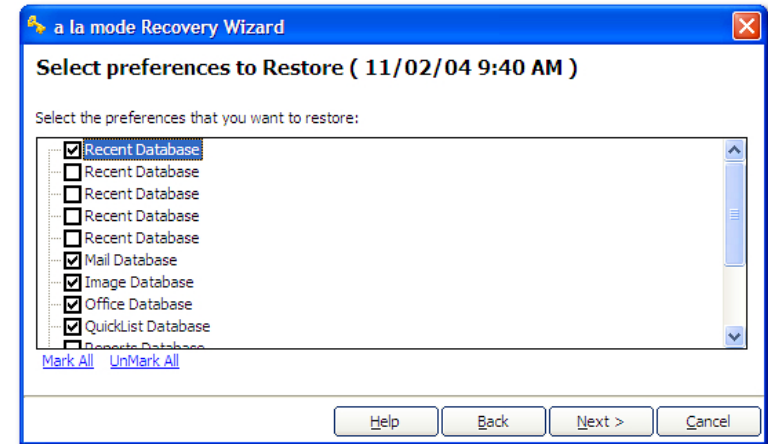 a la mode Recovery Wizard
Select preferences to Restore ( 11/02/04 9:40 AM )
Select the preferences that you want to restore:
Recent Database
Recent Database
Recent Database
Recent Database
Recent Database
Mail Database
Image Database
Office Database
QuickList Database
Reports Database
Mark All UnMark All
Help Back Next > Cancel